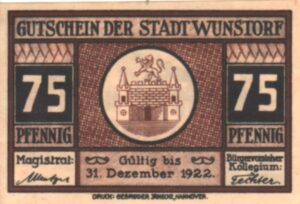 GUTSCHEIN DER STADT WUNSTORF
75 75
PFENNIG PFENNIG
Magistrat: Gültig bis Bürgervorsteher
31. Dezember 1922. Kollegium:
DRUCK: GEBRÜDER JÄNECKE, HANNOVER.